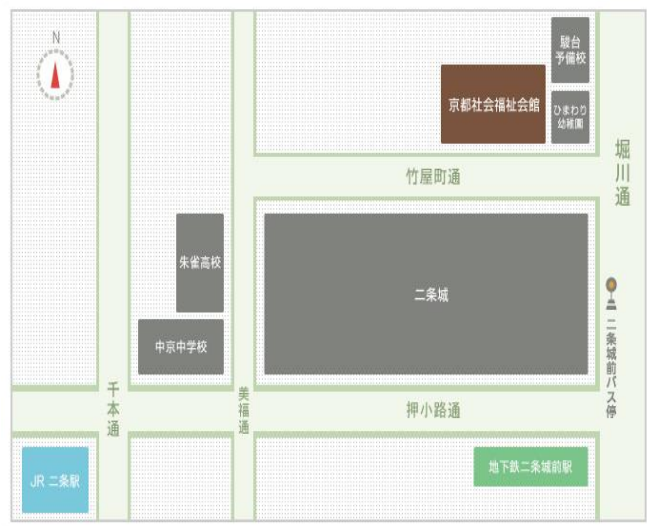 N
駿台
予備校
京都社会福祉会館
ひまわり
幼稚園
堀川通
竹屋町通
朱雀高校
二条城
中京中学校
二条城前バス停
千本通
美福通
押小路通
JR 二条駅
地下鉄二条城前駅